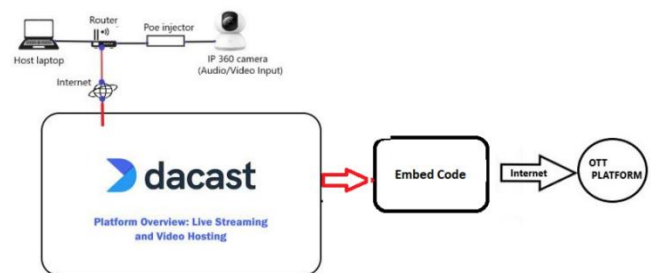 Router
Poe injector
Host laptop
IP 360 camera
(Audio/Video Input)
Internet
dacast
Platform Overview: Live Streaming
and Video Hosting
Embed Code
Internet
OTT
PLATFORM